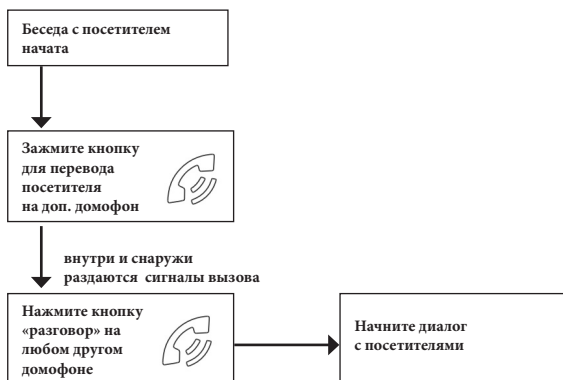 Беседа с посетителем
начата
Зажмите кнопку
для перевода
посетителя
на доп. домофон
внутри и снаружи
раздаются сигналы вызова
Нажмите кнопку
«разговор» на
любом другом
домофоне
Начните диалог
с посетителями